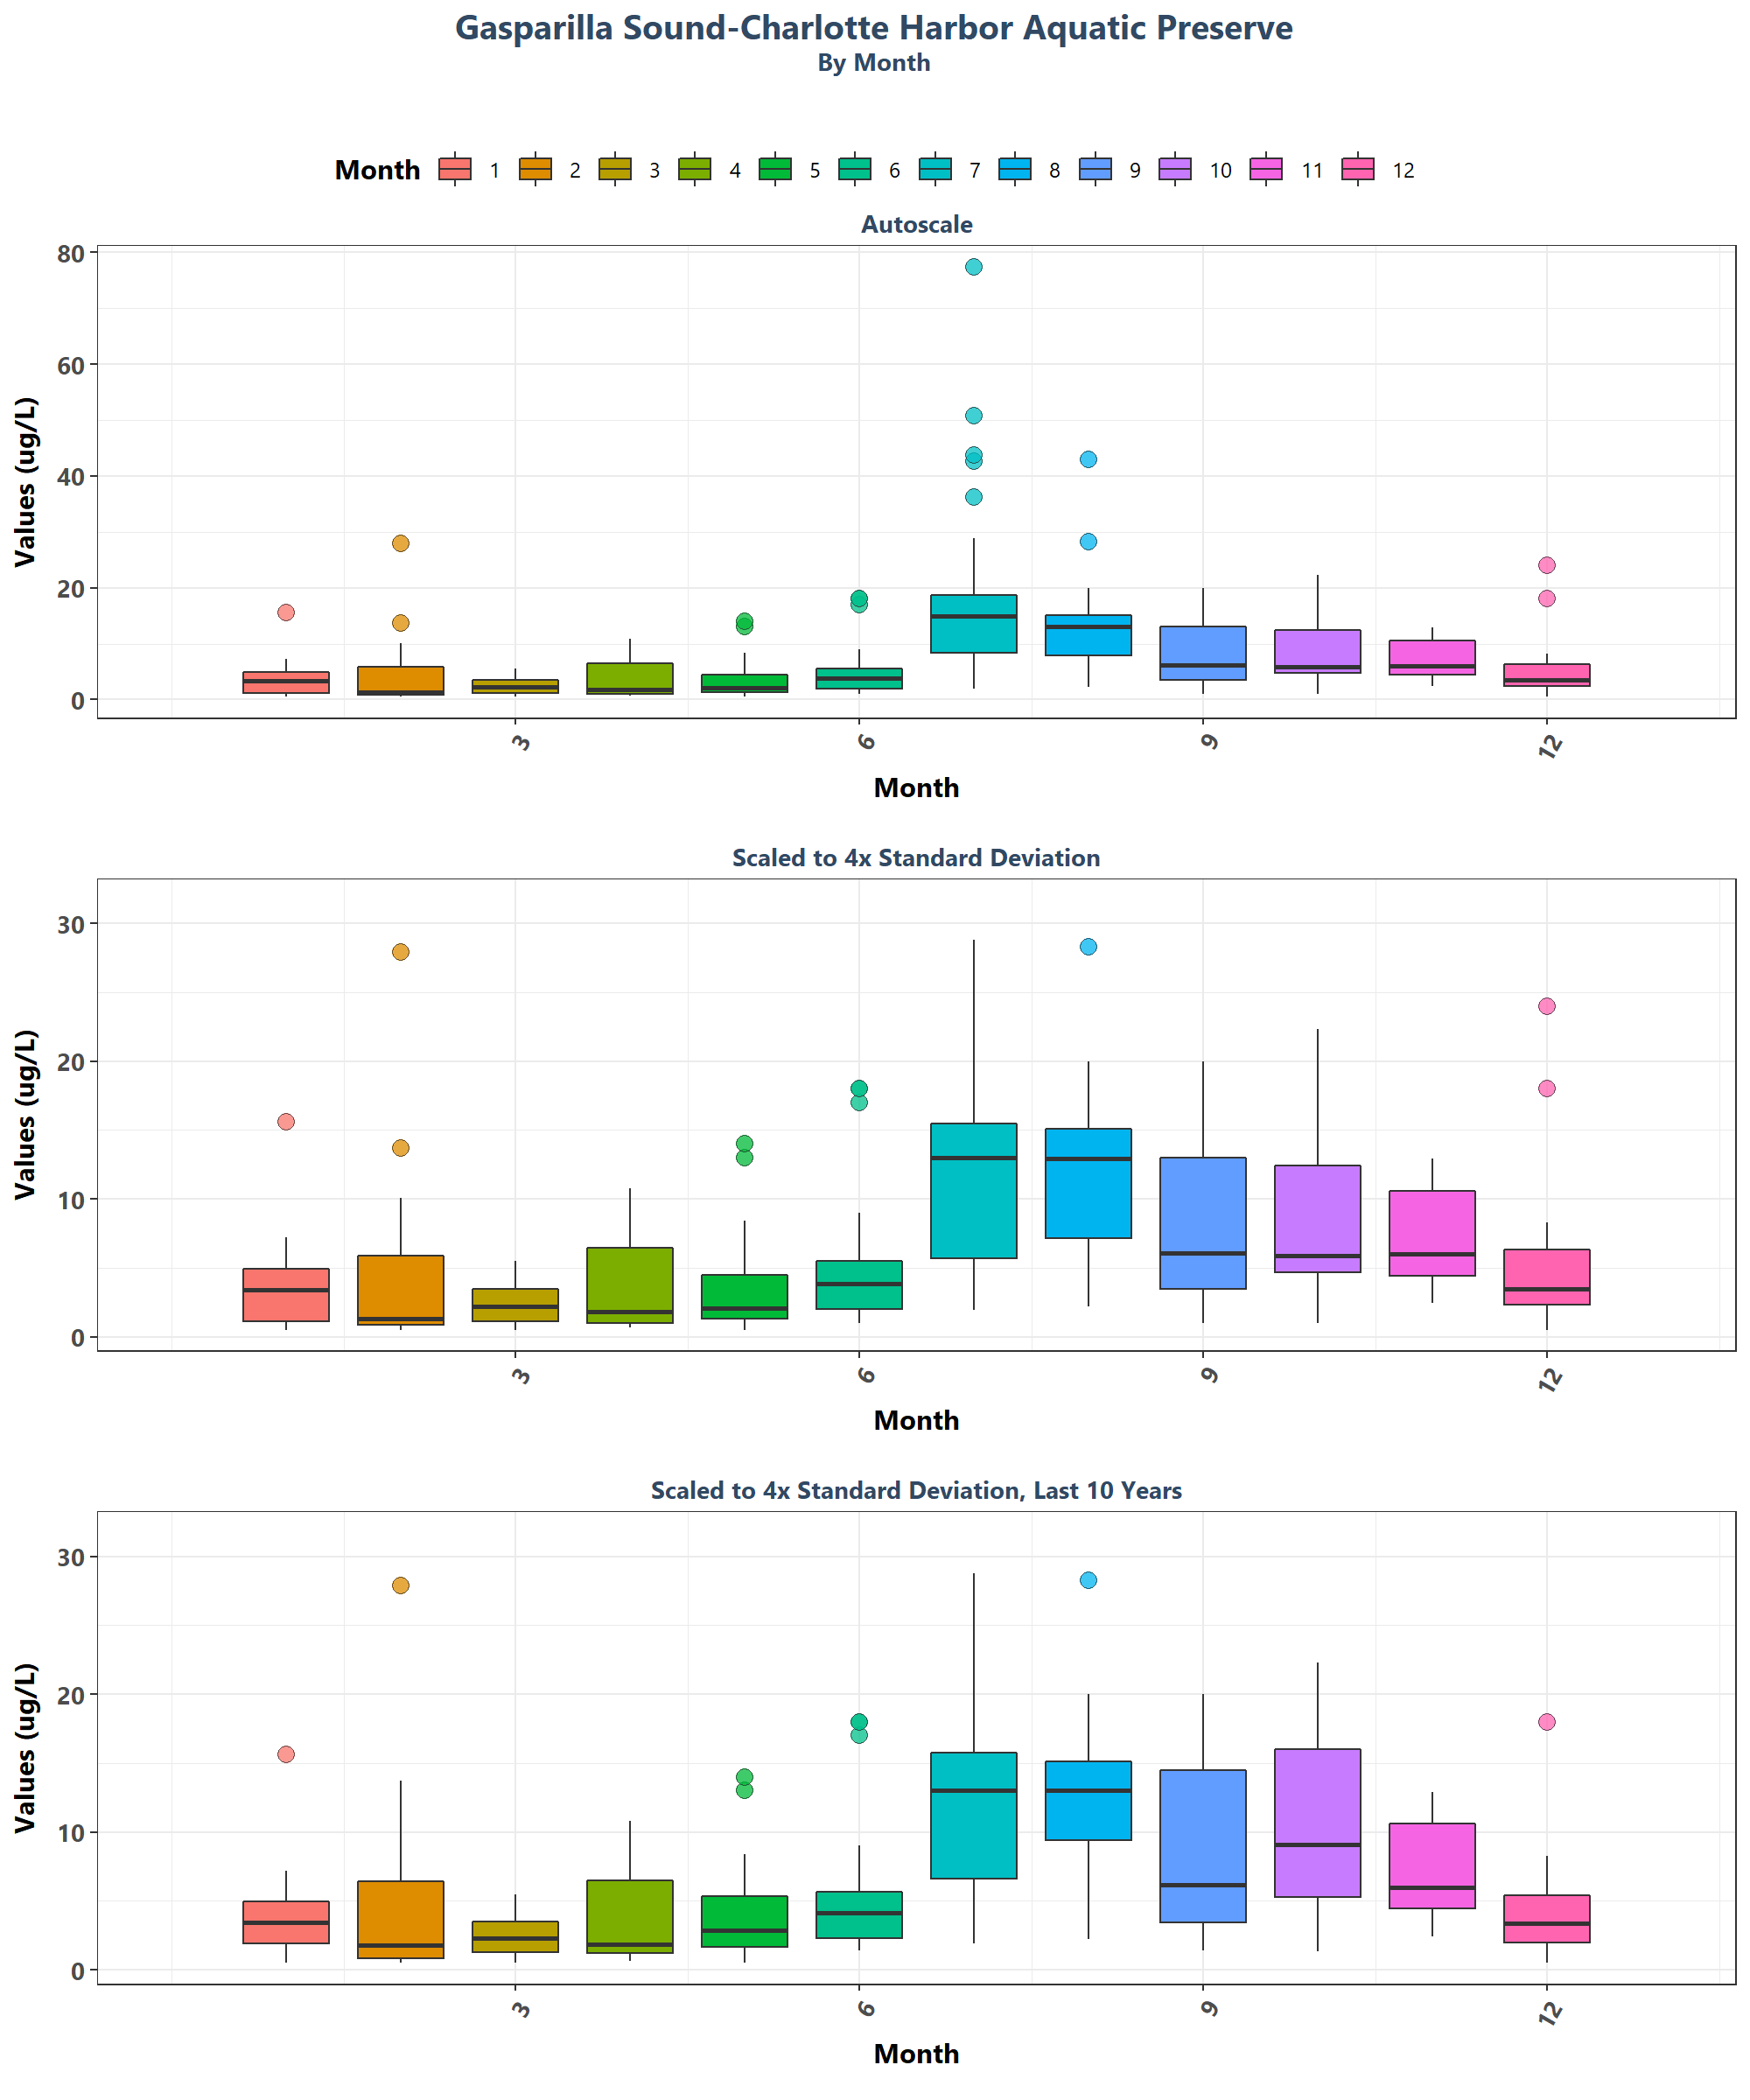 Gasparilla Sound-Charlotte Harbor Aquatic Preserve
By Month
Month 1 2 3 4 5 6 7 8 9 10 11 12
Autoscale
Values (ug/L)
80
60
40
20
0
3 6 9 12
Month
Scaled to 4x Standard Deviation
Values (ug/L)
30
20
10
0
3 6 9 12
Month
Scaled to 4x Standard Deviation, Last 10 Years
Values (ug/L)
30
20
10
0
3 6 9 12
Month